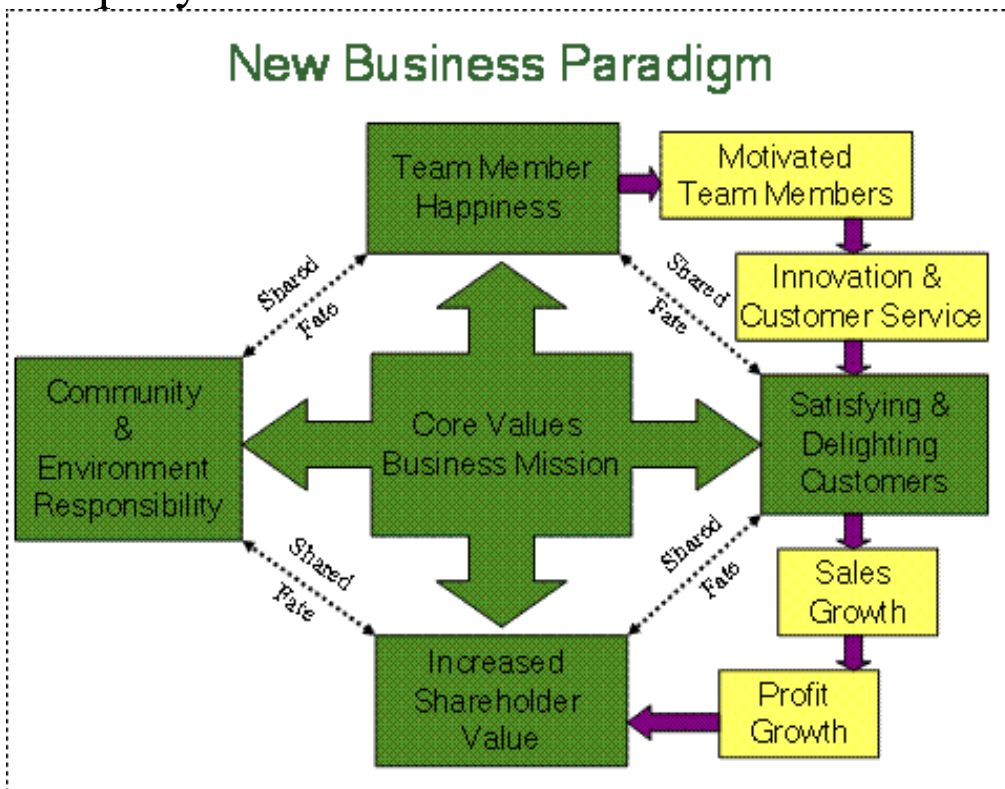 New Business Paradigm
Team Member
Happiness
Motivated
Team Members
Innovation &
Customer Service
Shared
Fate
Shared
Fate
Community
&
Environment
Responsibility
Core Values
Business Mission
Satisfying &
Delighting
Customers
Shared
Fate
Shared
Fate
Sales
Growth
Increased
Shareholder
Value
Profit
Growth